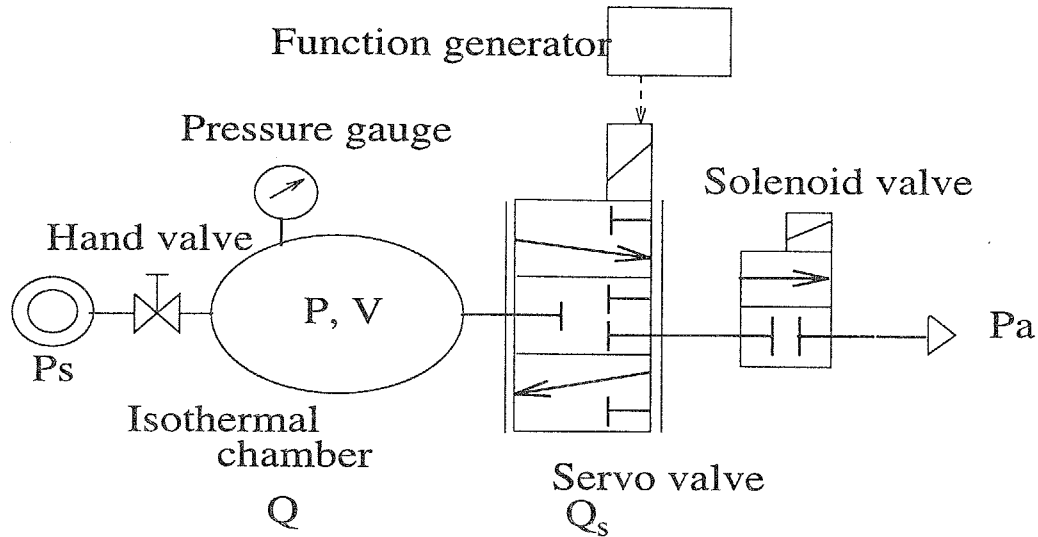 Function generator
Pressure gauge
Solenoid valve
Hand valve
P, V
Ps
Pa
Isothermal
chamber
Servo valve
Q
Qs